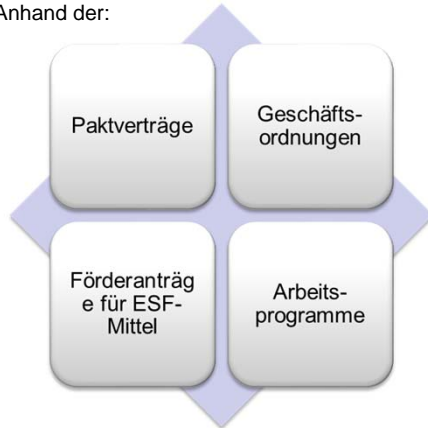 Anhand der:
Paktverträge
Geschäfts-
ordnungen
Förderanträg
e für ESF-
Mittel
Arbeits-
programme